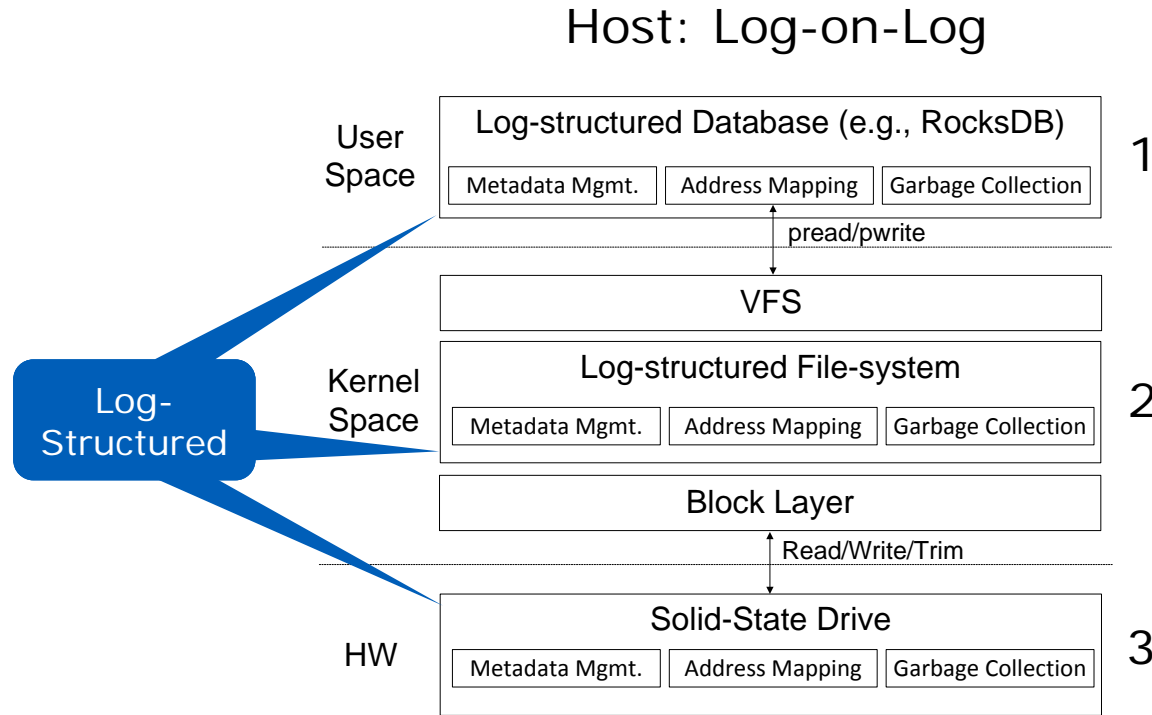 Host: Log-on-Log
User
Space
Log-structured Database (e.g., RocksDB)
Metadata Mgmt.
Address Mapping
Garbage Collection
1
pread/pwrite
VFS
Log-
Structured
Kernel
Space
Log-structured File-system
Metadata Mgmt.
Address Mapping
Garbage Collection
2
Block Layer
Read/Write/Trim
HW
Solid-State Drive
Metadata Mgmt.
Address Mapping
Garbage Collection
3